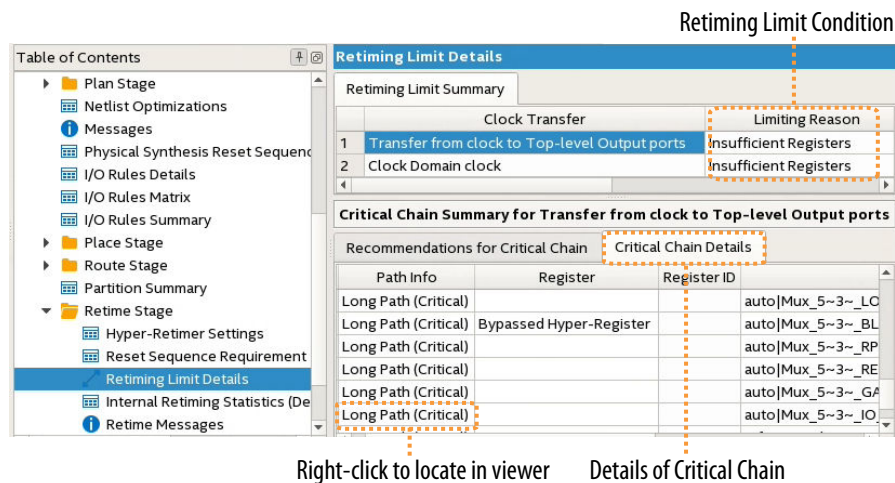 Retiming Limit Condition
Table of Contents
Plan Stage
Netlist Optimizations
Messages
Physical Synthesis Reset Sequenc
I/O Rules Details
I/O Rules Matrix
I/O Rules Summary
Place Stage
Route Stage
Partition Summary
Retime Stage
Hyper-Retimer Settings
Reset Sequence Requirement
Retiming Limit Details
Internal Retiming Statistics (De
Retime Messages
Retiming Limit Details
Retiming Limit Summary
Clock Transfer Limiting Reason
1 Transfer from clock to Top-level Output ports Insufficient Registers
2 Clock Domain clock Insufficient Registers
Critical Chain Summary for Transfer from clock to Top-level Output ports
Recommendations for Critical Chain Critical Chain Details
Path Info Register Register ID
Long Path (Critical) auto|Mux_5~3~_LO
Long Path (Critical) Bypassed Hyper-Register auto|Mux_5~3~_BL
Long Path (Critical) auto|Mux_5~3~_RP
Long Path (Critical) auto|Mux_5~3~_RE
Long Path (Critical) auto|Mux_5~3~_GA
Long Path (Critical) auto|Mux_5~3~_IO_
Right-click to locate in viewer Details of Critical Chain